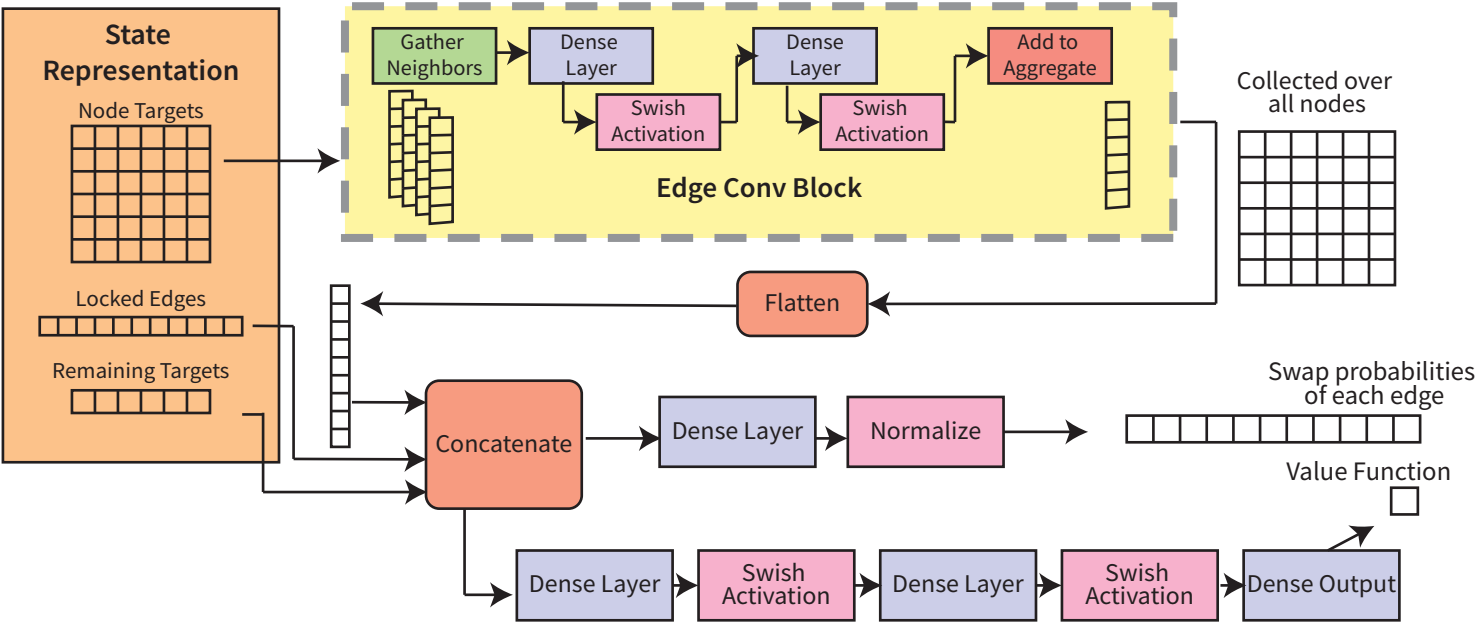 State
Representation
Node Targets
Locked Edges
Remaining Targets
Gather
Neighbors
Dense
Layer
Swish
Activation
Dense
Layer
Swish
Activation
Add to
Aggregate
Edge Conv Block
Collected over
all nodes
Flatten
Concatenate
Dense Layer
Normalize
Swap probabilities
of each edge
Value Function
Dense Layer
Swish
Activation
Dense Layer
Swish
Activation
Dense Output